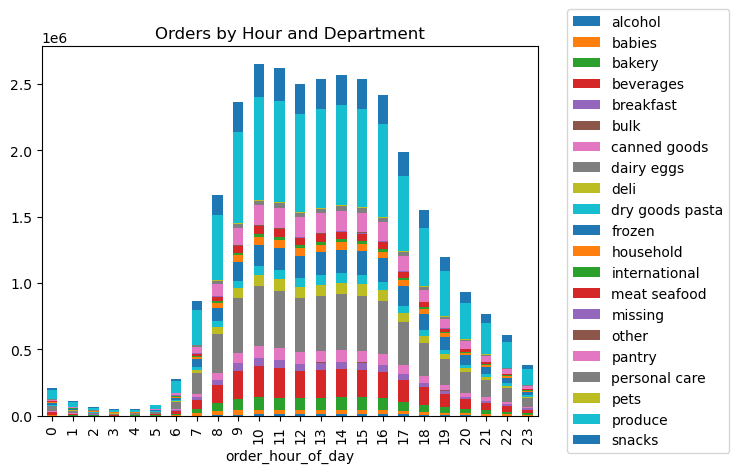 Orders by Hour and Department
1e6
2.5
2.0
1.5
1.0
0.5
0.0
0 1 2 3 4 5 6 7 8 9 10 11 12 13 14 15 16 17 18 19 20 21 22 23
order_hour_of_day
alcohol
babies
bakery
beverages
breakfast
bulk
canned goods
dairy eggs
deli
dry goods pasta
frozen
household
international
meat seafood
missing
other
pantry
personal care
pets
produce
snacks